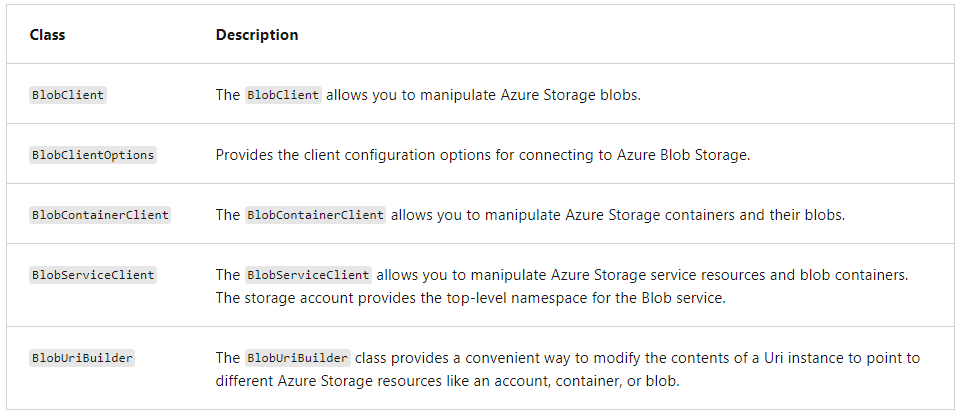 Class Description
BlobClient The BlobClient allows you to manipulate Azure Storage blobs.
BlobClientOptions Provides the client configuration options for connecting to Azure Blob Storage.
BlobContainerClient The BlobContainerClient allows you to manipulate Azure Storage containers and their blobs.
BlobServiceClient The BlobServiceClient allows you to manipulate Azure Storage service resources and blob containers.
The storage account provides the top-level namespace for the Blob service.
BlobUriBuilder The BlobUriBuilder class provides a convenient way to modify the contents of a Uri instance to point to
different Azure Storage resources like an account, container, or blob.